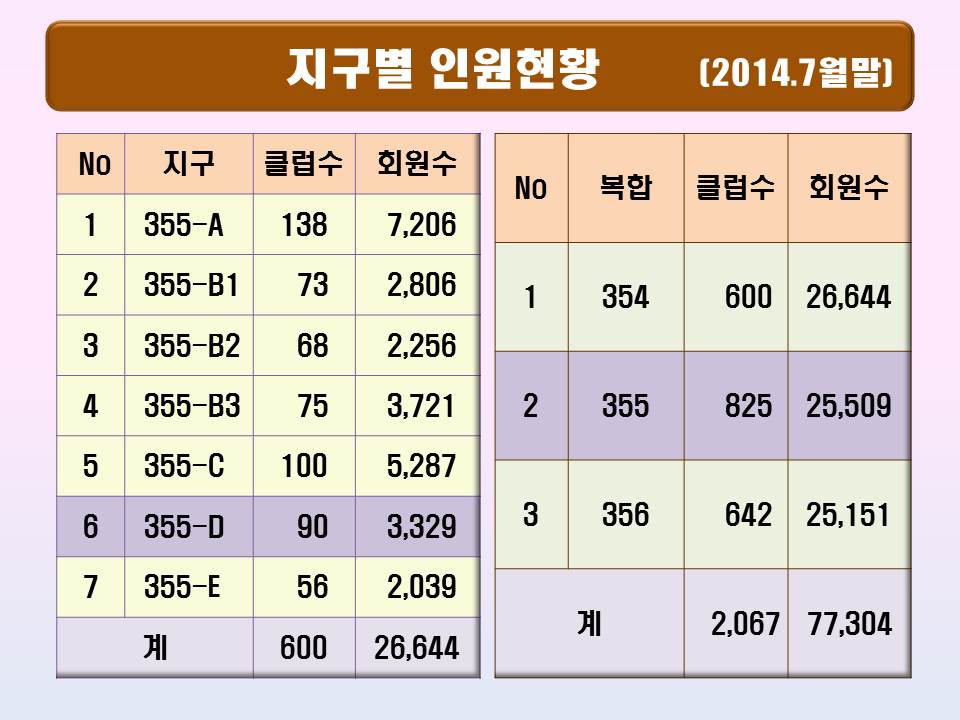 지구별 인원현황 (2014.7월말)
No 지구 클럽수 회원수
1 355-A 138 7,206
2 355-B1 73 2,806
3 355-B2 68 2,256
4 355-B3 75 3,721
5 355-C 100 5,287
6 355-D 90 3,329
7 355-E 56 2,039
계 600 26,644
No 복합 클럽수 회원수
1 354 600 26,644
2 355 825 25,509
3 356 642 25,151
계 2,067 77,304